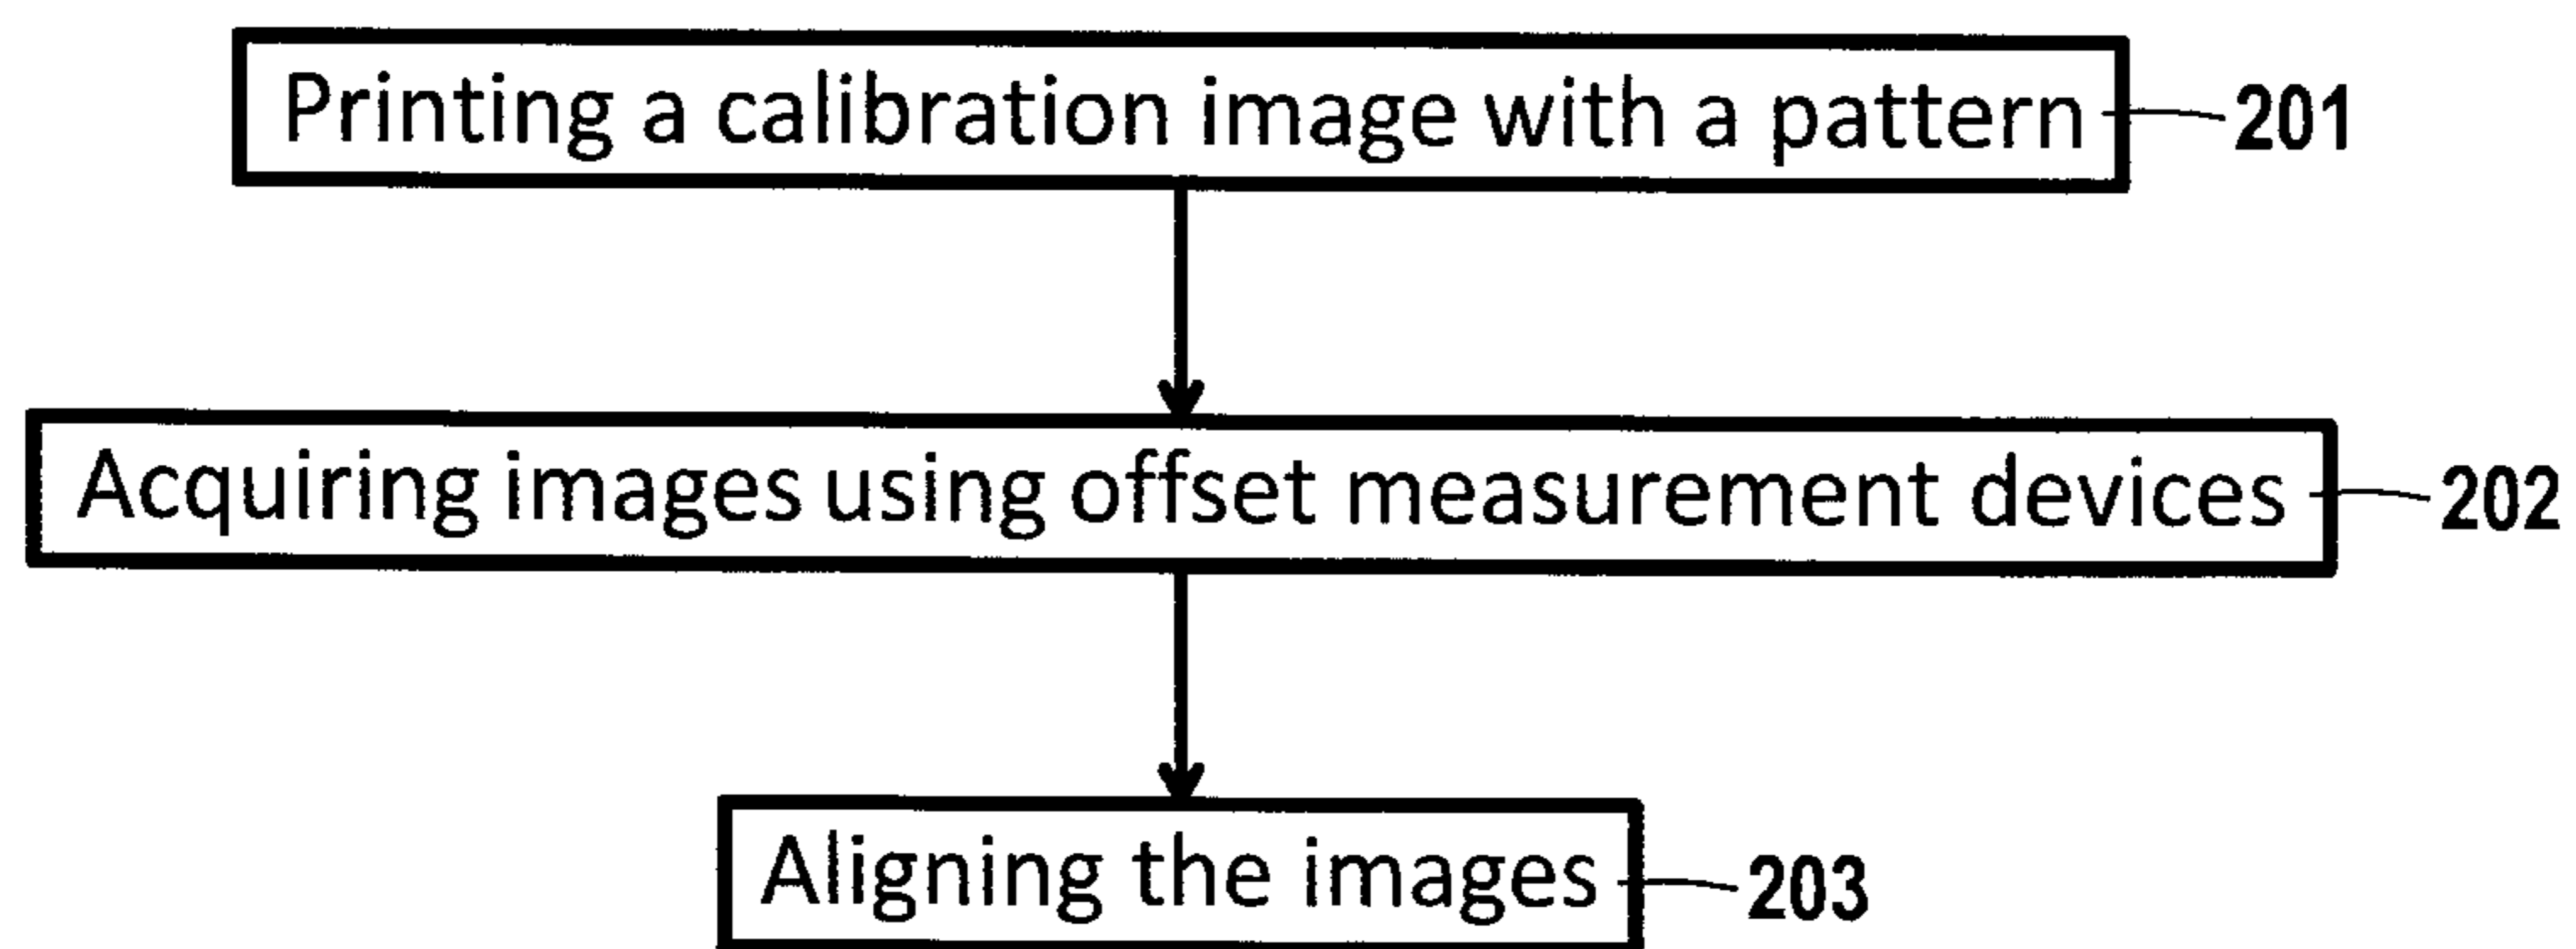 Printing a calibration image with a pattern 201
Acquiring images using offset measurement devices 202
Aligning the images 203